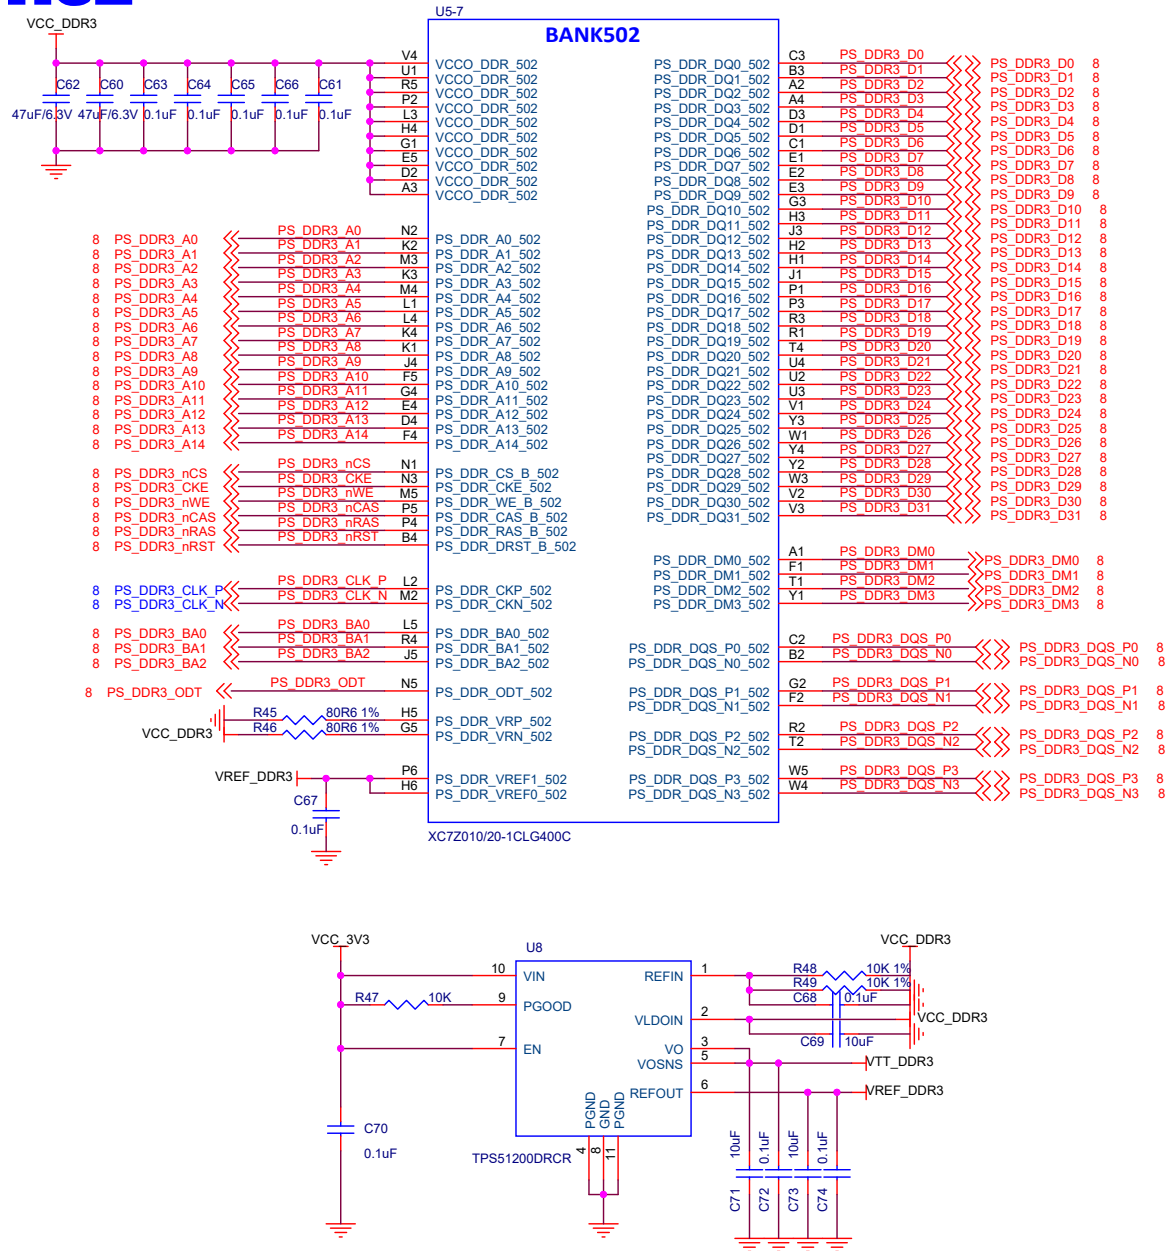 VCC_DDR3
U5-7
BANK502
C62 C60 C63 C64 C65 C66 C61
47uF/6.3V 47uF/6.3V 0.1uF 0.1uF 0.1uF 0.1uF 0.1uF
V4 VCCO_DDR_502
U1 VCCO_DDR_502
R5 VCCO_DDR_502
P2 VCCO_DDR_502
L3 VCCO_DDR_502
H4 VCCO_DDR_502
G1 VCCO_DDR_502
E5 VCCO_DDR_502
D2 VCCO_DDR_502
A3 VCCO_DDR_502
8 PS_DDR3_A0 PS_DDR3_A0 N2 PS_DDR_A0_502
8 PS_DDR3_A1 PS_DDR3_A1 K2 PS_DDR_A1_502
8 PS_DDR3_A2 PS_DDR3_A2 M3 PS_DDR_A2_502
8 PS_DDR3_A3 PS_DDR3_A3 K3 PS_DDR_A3_502
8 PS_DDR3_A4 PS_DDR3_A4 M4 PS_DDR_A4_502
8 PS_DDR3_A5 PS_DDR3_A5 L1 PS_DDR_A5_502
8 PS_DDR3_A6 PS_DDR3_A6 L4 PS_DDR_A6_502
8 PS_DDR3_A7 PS_DDR3_A7 K4 PS_DDR_A7_502
8 PS_DDR3_A8 PS_DDR3_A8 K1 PS_DDR_A8_502
8 PS_DDR3_A9 PS_DDR3_A9 J4 PS_DDR_A9_502
8 PS_DDR3_A10 PS_DDR3_A10 F5 PS_DDR_A10_502
8 PS_DDR3_A11 PS_DDR3_A11 G4 PS_DDR_A11_502
8 PS_DDR3_A12 PS_DDR3_A12 E4 PS_DDR_A12_502
8 PS_DDR3_A13 PS_DDR3_A13 D4 PS_DDR_A13_502
8 PS_DDR3_A14 PS_DDR3_A14 F4 PS_DDR_A14_502
8 PS_DDR3_nCS PS_DDR3_nCS N1 PS_DDR_CS_B_502
8 PS_DDR3_CKE PS_DDR3_CKE N3 PS_DDR_CKE_502
8 PS_DDR3_nWE PS_DDR3_nWE M5 PS_DDR_WE_B_502
8 PS_DDR3_nCAS PS_DDR3_nCAS P5 PS_DDR_CAS_B_502
8 PS_DDR3_nRAS PS_DDR3_nRAS P4 PS_DDR_RAS_B_502
8 PS_DDR3_nRST PS_DDR3_nRST B4 PS_DDR_DRST_B_502
8 PS_DDR3_CLK_P PS_DDR3_CLK_P L2 PS_DDR_CKP_502
8 PS_DDR3_CLK_N PS_DDR3_CLK_N M2 PS_DDR_CKN_502
8 PS_DDR3_BA0 PS_DDR3_BA0 L5 PS_DDR_BA0_502
8 PS_DDR3_BA1 PS_DDR3_BA1 R4 PS_DDR_BA1_502
8 PS_DDR3_BA2 PS_DDR3_BA2 J5 PS_DDR_BA2_502
8 PS_DDR3_ODT PS_DDR3_ODT N5 PS_DDR_ODT_502
R45 80R6 1% H5 PS_DDR_VRP_502
VCC_DDR3 R46 80R6 1% G5 PS_DDR_VRN_502
VREF_DDR3 P6 PS_DDR_VREF1_502
H6 PS_DDR_VREF0_502
C67
0.1uF
PS_DDR_DQ0_502 C3 PS_DDR3_D0 PS_DDR3_D0 8
PS_DDR_DQ1_502 B3 PS_DDR3_D1 PS_DDR3_D1 8
PS_DDR_DQ2_502 A2 PS_DDR3_D2 PS_DDR3_D2 8
PS_DDR_DQ3_502 A4 PS_DDR3_D3 PS_DDR3_D3 8
PS_DDR_DQ4_502 D3 PS_DDR3_D4 PS_DDR3_D4 8
PS_DDR_DQ5_502 D1 PS_DDR3_D5 PS_DDR3_D5 8
PS_DDR_DQ6_502 C1 PS_DDR3_D6 PS_DDR3_D6 8
PS_DDR_DQ7_502 E1 PS_DDR3_D7 PS_DDR3_D7 8
PS_DDR_DQ8_502 E2 PS_DDR3_D8 PS_DDR3_D8 8
PS_DDR_DQ9_502 E3 PS_DDR3_D9 PS_DDR3_D9 8
PS_DDR_DQ10_502 G3 PS_DDR3_D10 PS_DDR3_D10 8
PS_DDR_DQ11_502 H3 PS_DDR3_D11 PS_DDR3_D11 8
PS_DDR_DQ12_502 J3 PS_DDR3_D12 PS_DDR3_D12 8
PS_DDR_DQ13_502 H2 PS_DDR3_D13 PS_DDR3_D13 8
PS_DDR_DQ14_502 H1 PS_DDR3_D14 PS_DDR3_D14 8
PS_DDR_DQ15_502 J1 PS_DDR3_D15 PS_DDR3_D15 8
PS_DDR_DQ16_502 P1 PS_DDR3_D16 PS_DDR3_D16 8
PS_DDR_DQ17_502 P3 PS_DDR3_D17 PS_DDR3_D17 8
PS_DDR_DQ18_502 R3 PS_DDR3_D18 PS_DDR3_D18 8
PS_DDR_DQ19_502 R1 PS_DDR3_D19 PS_DDR3_D19 8
PS_DDR_DQ20_502 T4 PS_DDR3_D20 PS_DDR3_D20 8
PS_DDR_DQ21_502 U4 PS_DDR3_D21 PS_DDR3_D21 8
PS_DDR_DQ22_502 U2 PS_DDR3_D22 PS_DDR3_D22 8
PS_DDR_DQ23_502 U3 PS_DDR3_D23 PS_DDR3_D23 8
PS_DDR_DQ24_502 V1 PS_DDR3_D24 PS_DDR3_D24 8
PS_DDR_DQ25_502 Y3 PS_DDR3_D25 PS_DDR3_D25 8
PS_DDR_DQ26_502 W1 PS_DDR3_D26 PS_DDR3_D26 8
PS_DDR_DQ27_502 Y4 PS_DDR3_D27 PS_DDR3_D27 8
PS_DDR_DQ28_502 Y2 PS_DDR3_D28 PS_DDR3_D28 8
PS_DDR_DQ29_502 W3 PS_DDR3_D29 PS_DDR3_D29 8
PS_DDR_DQ30_502 V2 PS_DDR3_D30 PS_DDR3_D30 8
PS_DDR_DQ31_502 V3 PS_DDR3_D31 PS_DDR3_D31 8
PS_DDR_DM0_502 A1 PS_DDR3_DM0 PS_DDR3_DM0 8
PS_DDR_DM1_502 F1 PS_DDR3_DM1 PS_DDR3_DM1 8
PS_DDR_DM2_502 T1 PS_DDR3_DM2 PS_DDR3_DM2 8
PS_DDR_DM3_502 Y1 PS_DDR3_DM3 PS_DDR3_DM3 8
PS_DDR_DQS_P0_502 C2 PS_DDR3_DQS_P0 PS_DDR3_DQS_P0 8
PS_DDR_DQS_N0_502 B2 PS_DDR3_DQS_N0 PS_DDR3_DQS_N0 8
PS_DDR_DQS_P1_502 G2 PS_DDR3_DQS_P1 PS_DDR3_DQS_P1 8
PS_DDR_DQS_N1_502 F2 PS_DDR3_DQS_N1 PS_DDR3_DQS_N1 8
PS_DDR_DQS_P2_502 R2 PS_DDR3_DQS_P2 PS_DDR3_DQS_P2 8
PS_DDR_DQS_N2_502 T2 PS_DDR3_DQS_N2 PS_DDR3_DQS_N2 8
PS_DDR_DQS_P3_502 W5 PS_DDR3_DQS_P3 PS_DDR3_DQS_P3 8
PS_DDR_DQS_N3_502 W4 PS_DDR3_DQS_N3 PS_DDR3_DQS_N3 8
XC7Z010/20-1CLG400C
VCC_3V3
U8
VCC_DDR3
10 VIN
REFIN 1 R48 10K 1%
R49 10K 1%
R47 10K 9 PGOOD
C68 0.1uF
VLDOIN 2 VCC_DDR3
C69 10uF
7 EN
VO 3
VOSNS 5 VTT_DDR3
REFOUT 6 VREF_DDR3
PGND GND PGND
4 8 11
TPS51200DRCR
C70
0.1uF
10uF 0.1uF 10uF 0.1uF
C71 C72 C73 C74